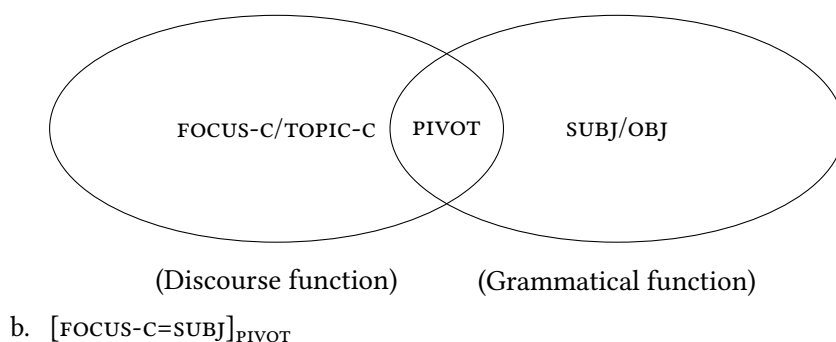 FOCUS-C/TOPIC-C PIVOT SUBJ/OBJ
(Discourse function) (Grammatical function)
b. [FOCUS-C=SUBJ]PIVOT